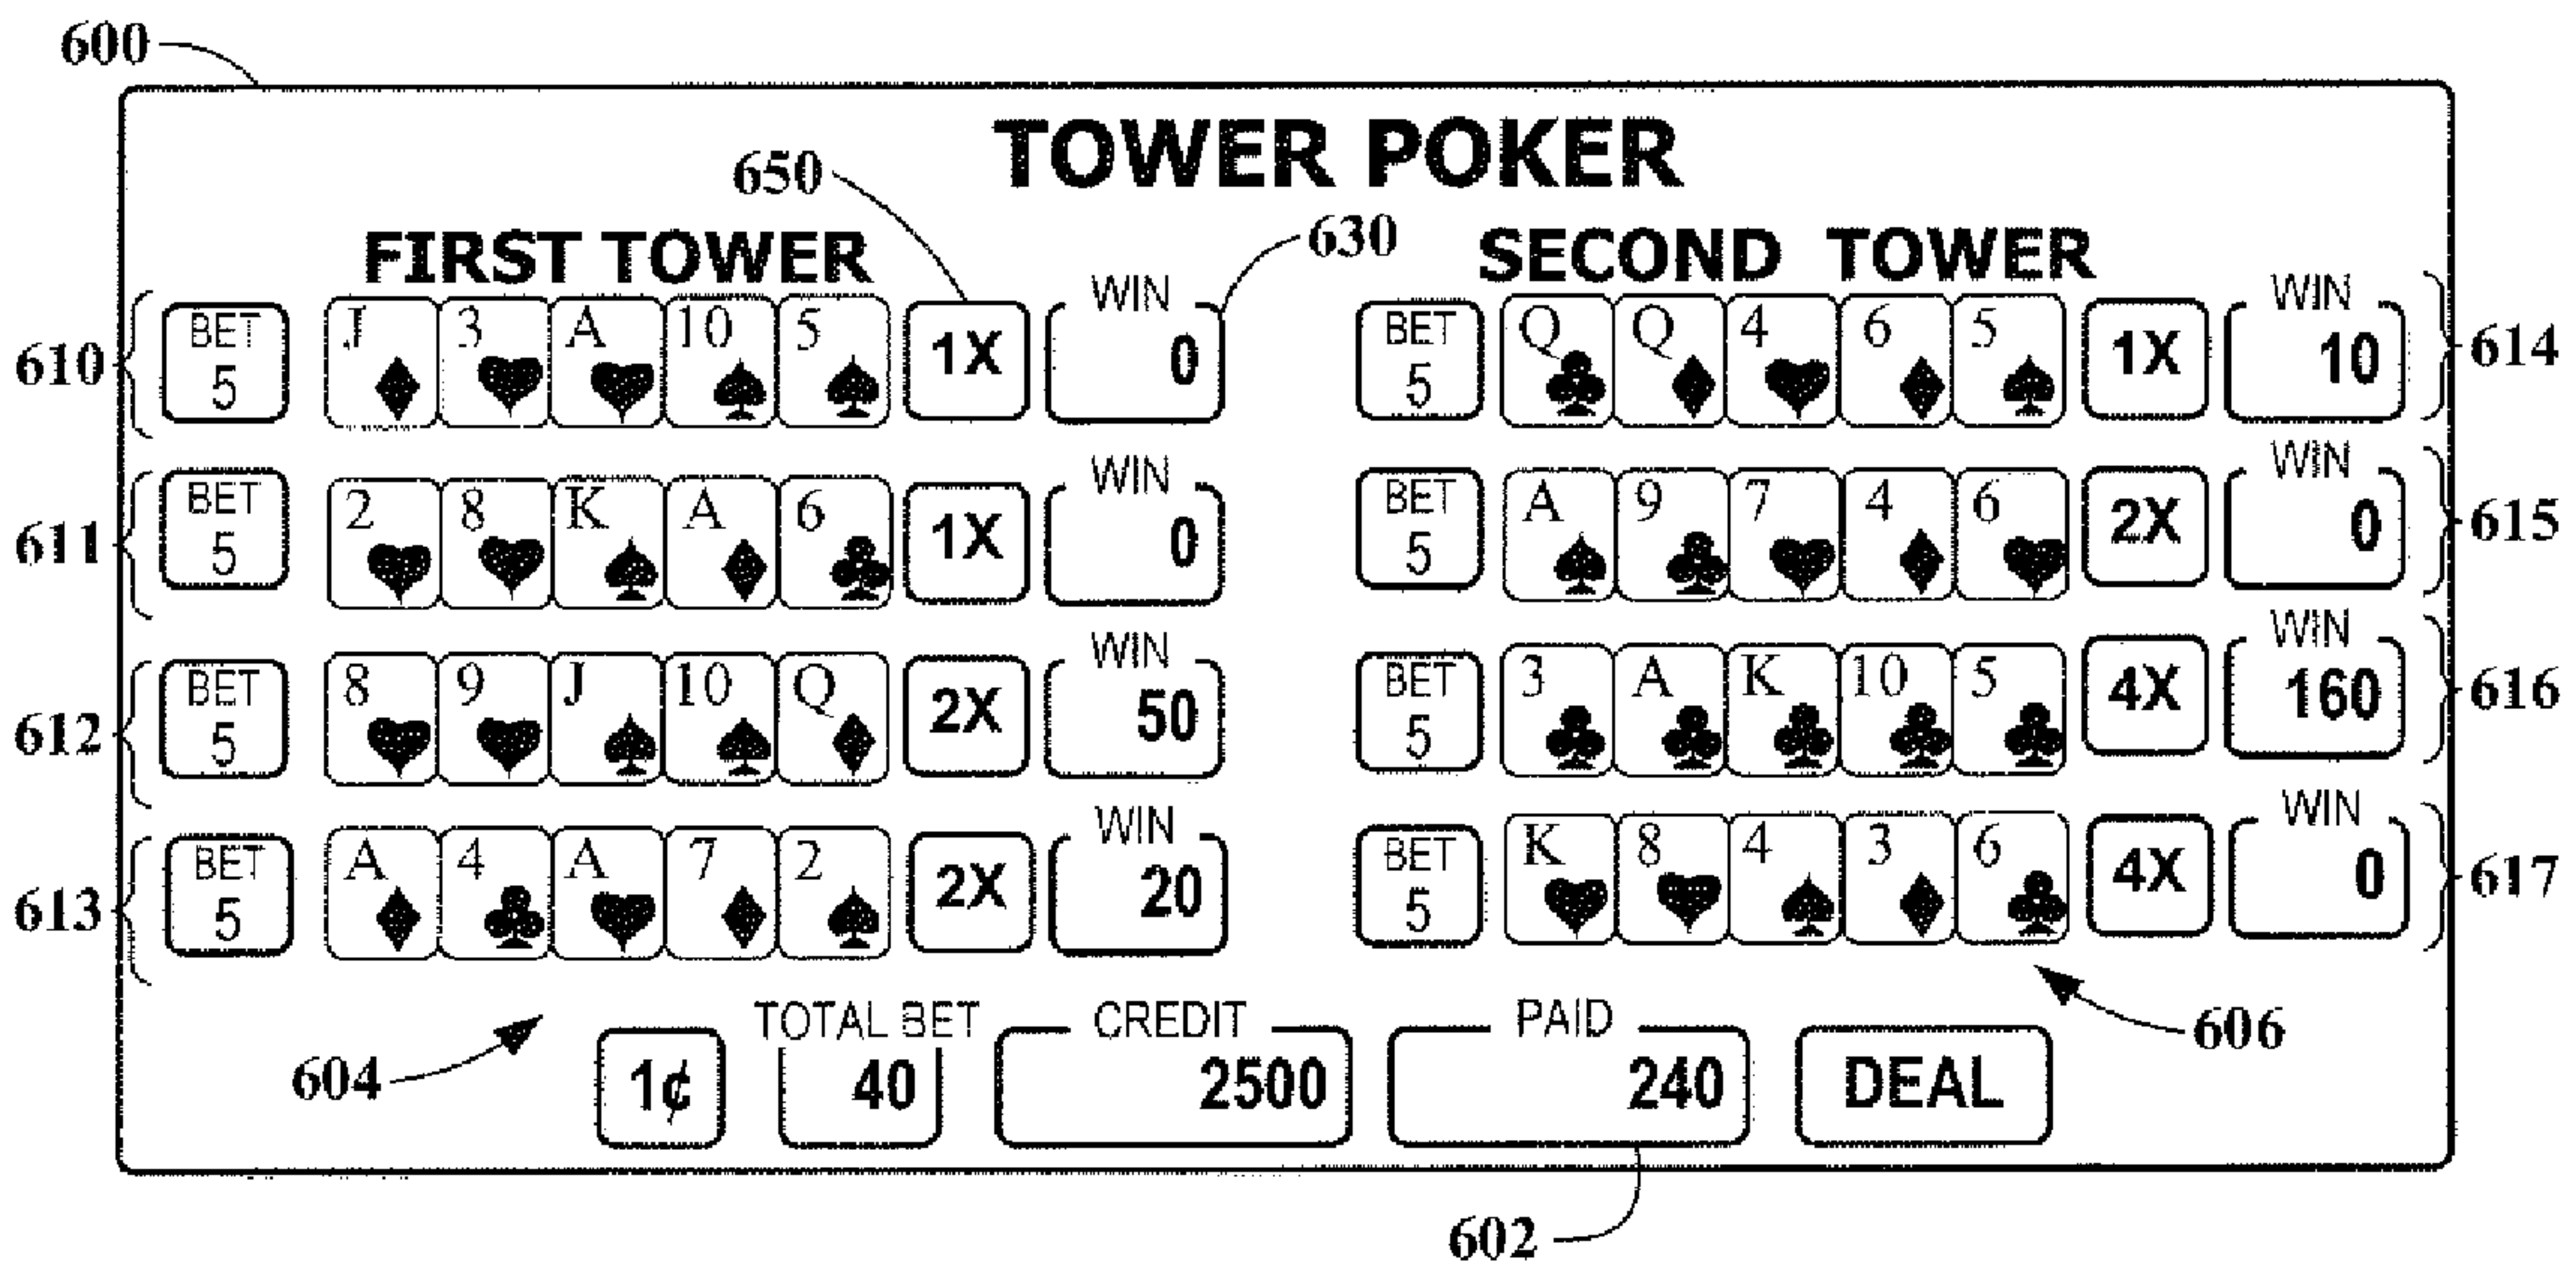 600
TOWER POKER
650
630
FIRST TOWER
SECOND TOWER
610 BET 5 J 3 A 10 5 1X WIN 0
BET 5 Q Q 4 6 5 1X WIN 10 614
611 BET 5 2 8 K A 6 1X WIN 0
BET 5 A 9 7 4 6 2X WIN 0 615
612 BET 5 8 9 J 10 Q 2X WIN 50
BET 5 3 A K 10 5 4X WIN 160 616
613 BET 5 A 4 A 7 2 2X WIN 20
BET 5 K 8 4 3 6 4X WIN 0 617
604
606
1¢
TOTAL BET
40
CREDIT
2500
PAID
240
DEAL
602